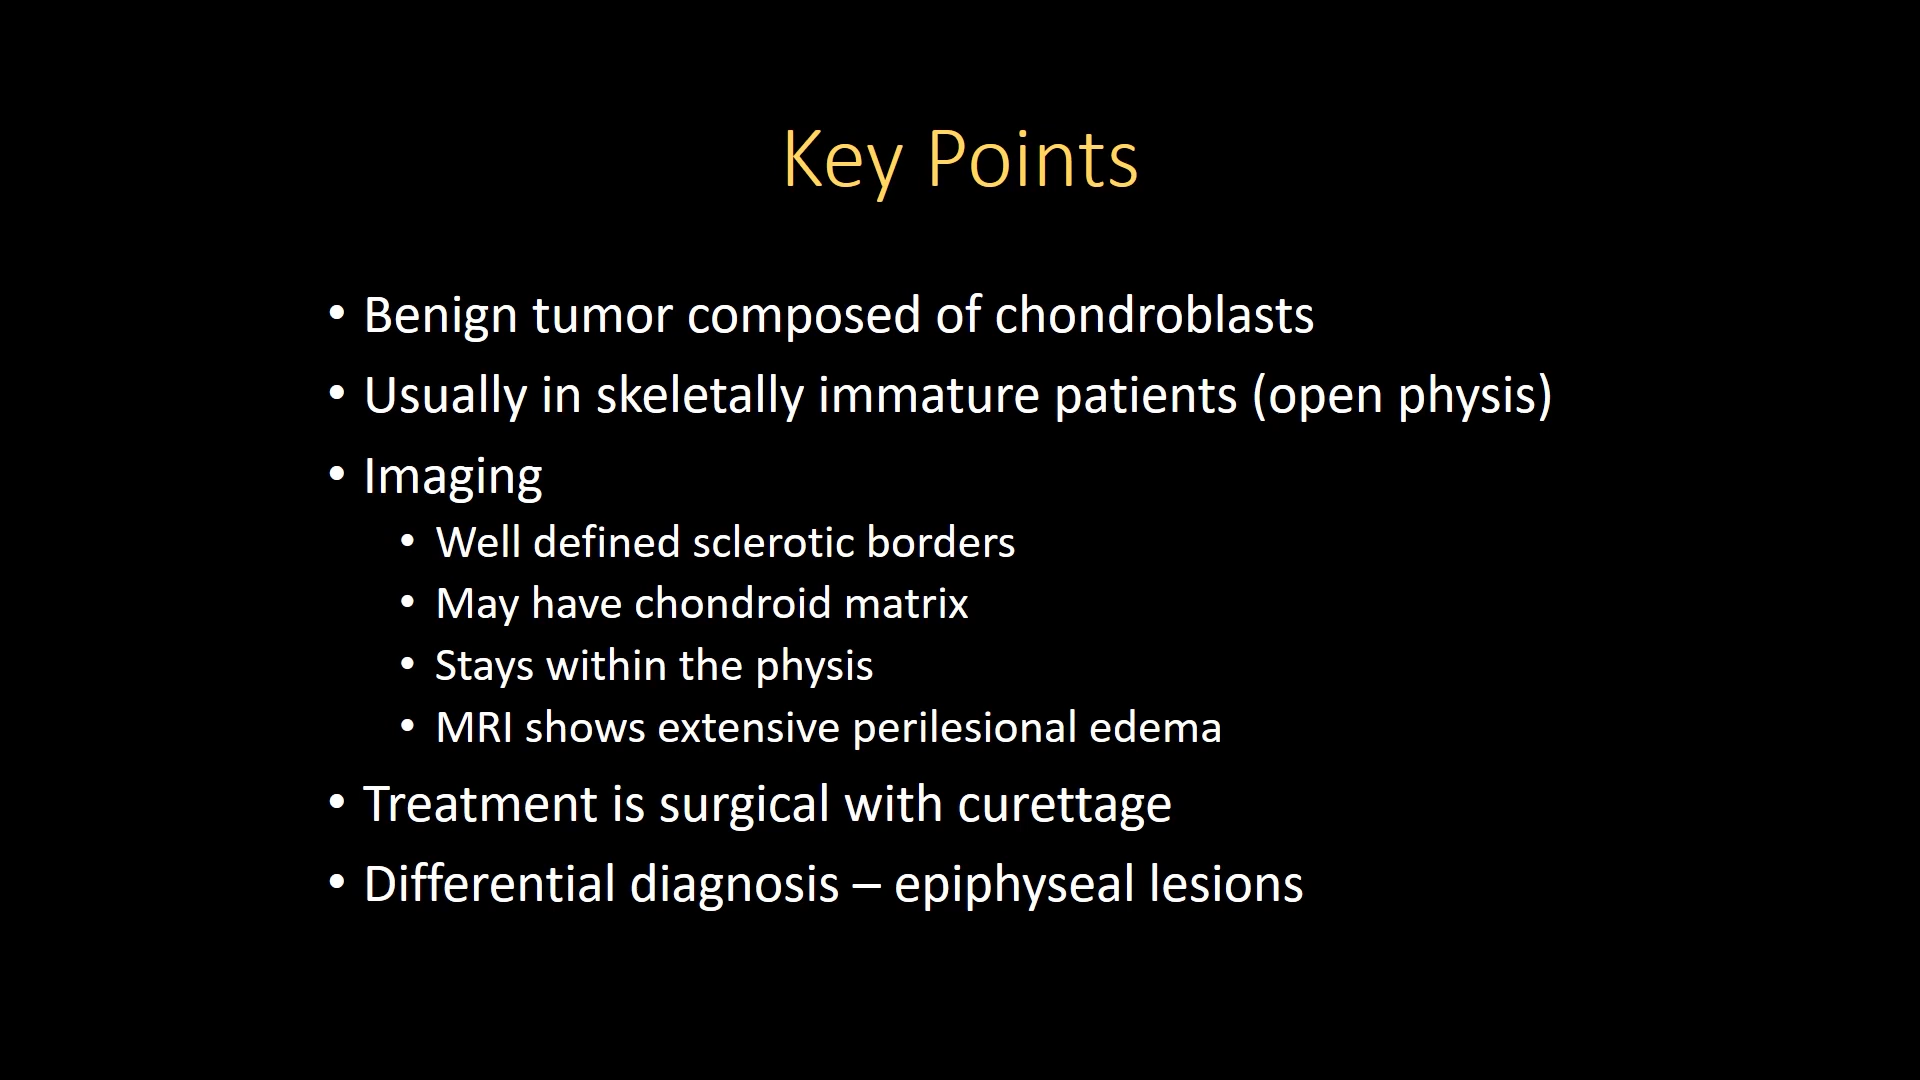 Key Points
• Benign tumor composed of chondroblasts
• Usually in skeletally immature patients (open physis)
• Imaging
• Well defined sclerotic borders
• May have chondroid matrix
• Stays within the physis
• MRI shows extensive perilesional edema
• Treatment is surgical with curettage
• Differential diagnosis – epiphyseal lesions